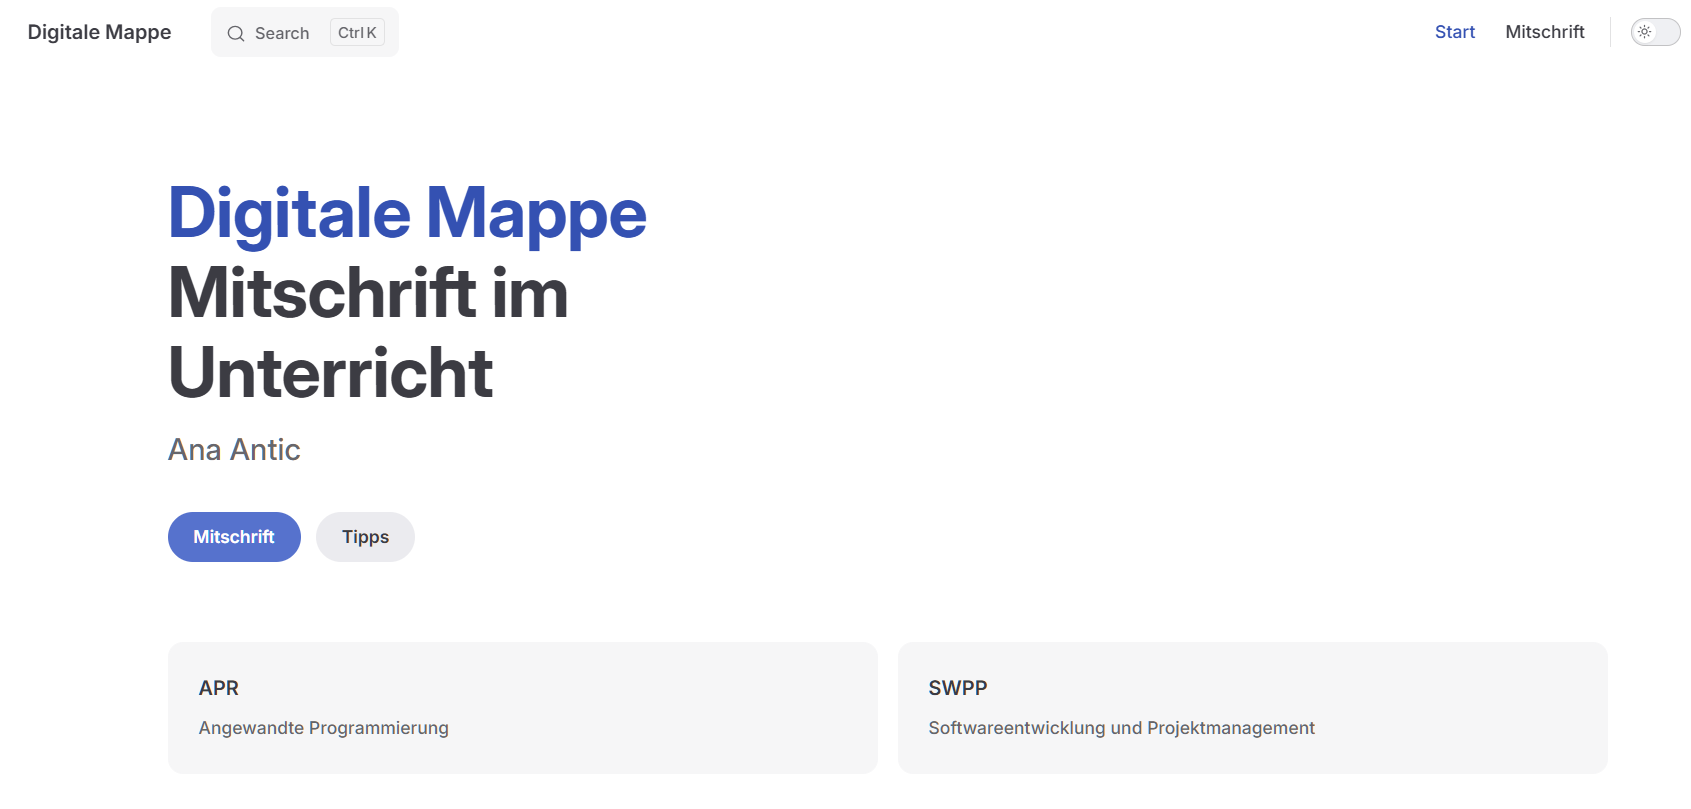 Digitale Mappe
Search
Ctrl K
Start
Mitschrift
Digitale Mappe
Mitschrift im
Unterricht
Ana Antic
Mitschrift
Tipps
APR
Angewandte Programmierung
SWPP
Softwareentwicklung und Projektmanagement